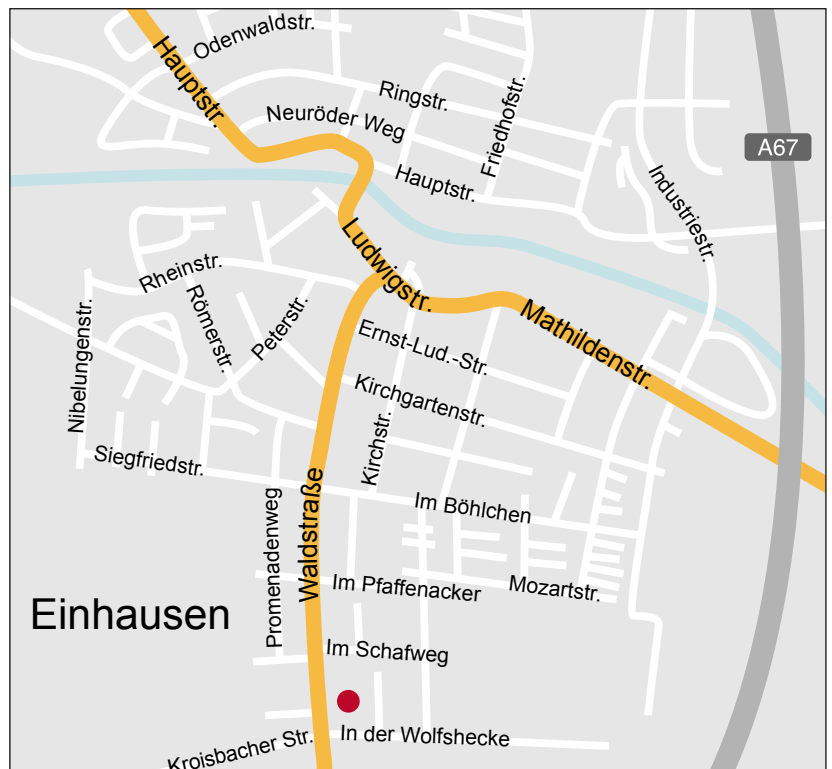 Odenwaldstr.
Hauptstr.
Ringstr.
Neuröder Weg
Friedhofstr.
A67
Hauptstr.
Industriestr.
Ludwigstr.
Rheinstr.
Römerstr.
Peterstr.
Nibelungenstr.
Mathildenstr.
Ernst-Lud.-Str.
Kirchgartenstr.
Kirchstr.
Siegfriedstr.
Waldstraße
Promenadenweg
Im Böhlchen
Im Pfaffenacker
Mozartstr.
Einhausen
Im Schafweg
In der Wolfshecke
Kroisbacher Str.